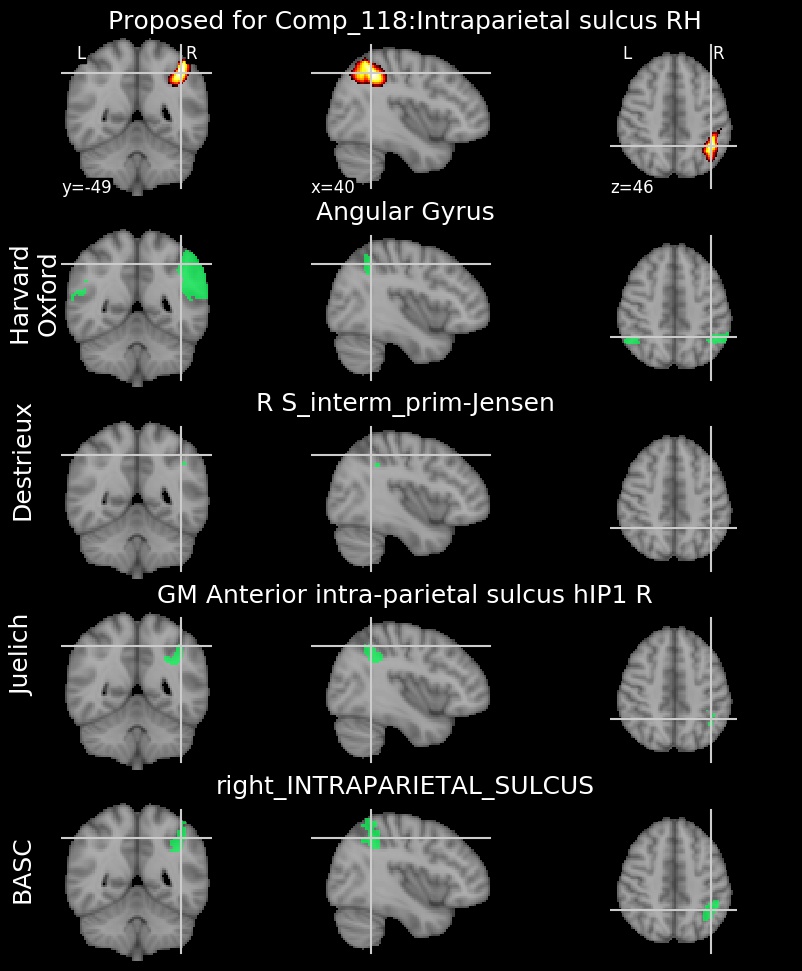 Proposed for Comp_118:Intraparietal sulcus RH
L R L R
y=-49 x=40 z=46
Angular Gyrus
Harvard
Oxford
R S_interm_prim-Jensen
Destrieux
GM Anterior intra-parietal sulcus hIP1 R
Juelich
right_INTRAPARIETAL_SULCUS
BASC